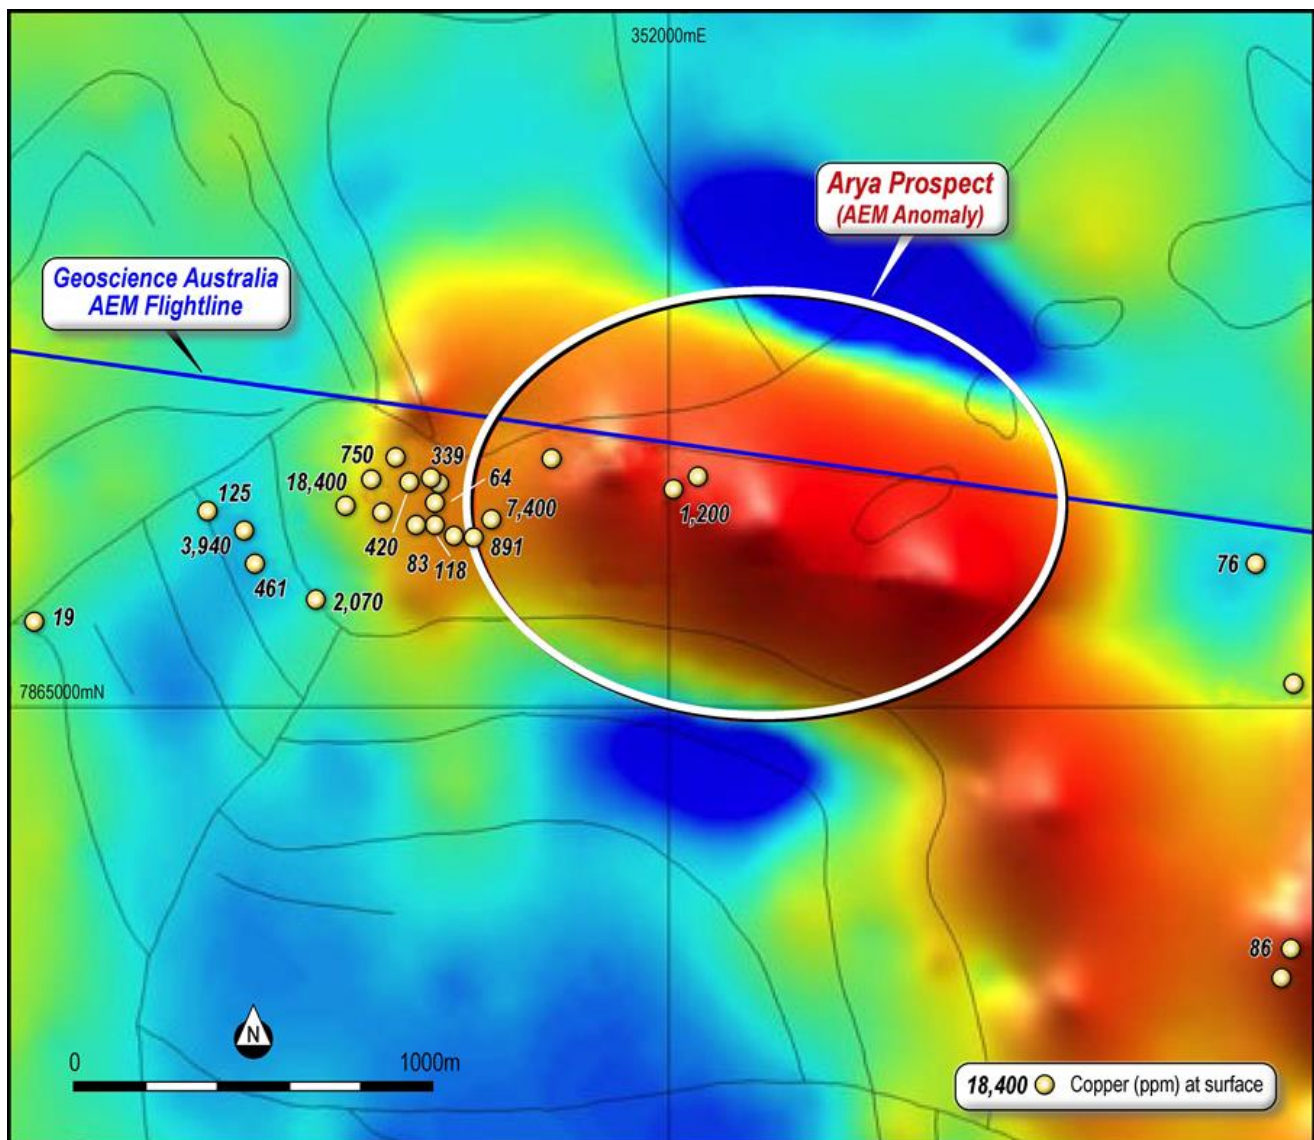 352000mE
Arya Prospect
(AEM Anomaly)
Geoscience Australia
AEM Flightline
750
339
18,400
64
125
7,400
1,200
3,940
420
83
118
891
461
76
2,070
19
7865000mN
86
N
0
1000m
18,400
Copper (ppm) at surface